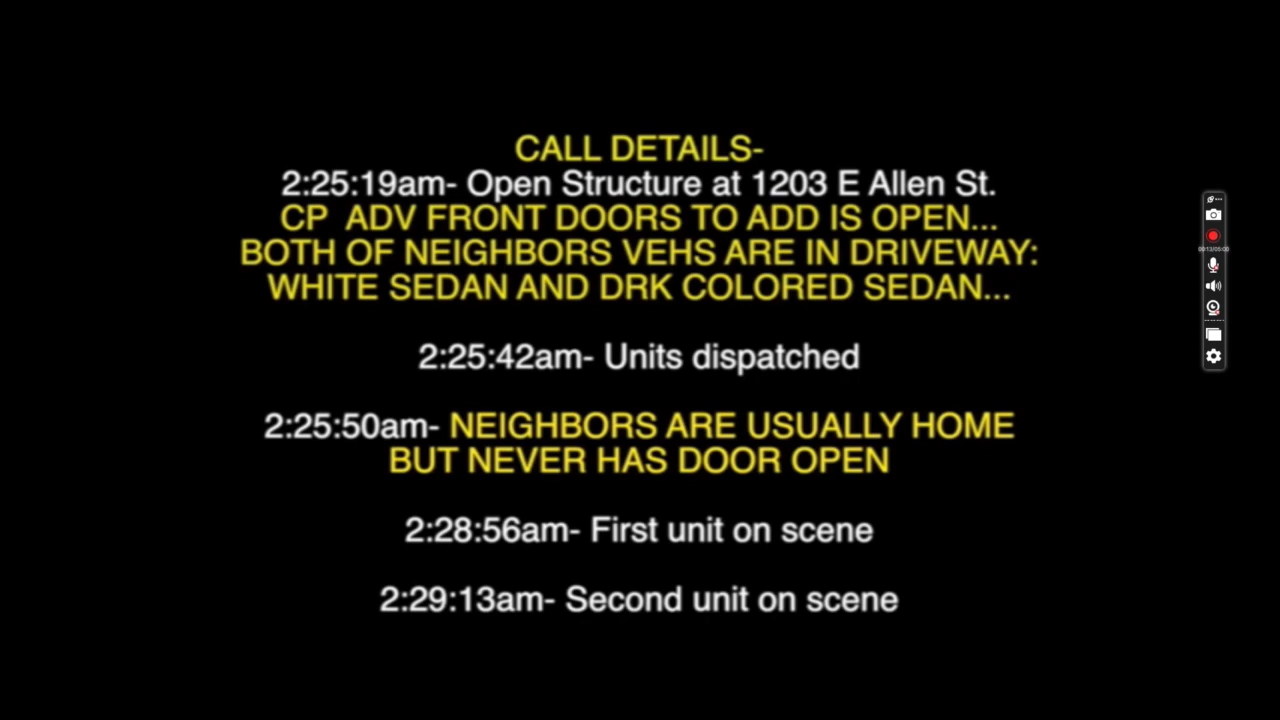 CALL DETAILS-
2:25:19am- Open Structure at 1203 E Allen St.
CP  ADV FRONT DOORS TO ADD IS OPEN...
BOTH OF NEIGHBORS VEHS ARE IN DRIVEWAY:
WHITE SEDAN AND DRK COLORED SEDAN...
2:25:42am- Units dispatched
2:25:50am- NEIGHBORS ARE USUALLY HOME
BUT NEVER HAS DOOR OPEN
2:28:56am- First unit on scene
2:29:13am- Second unit on scene